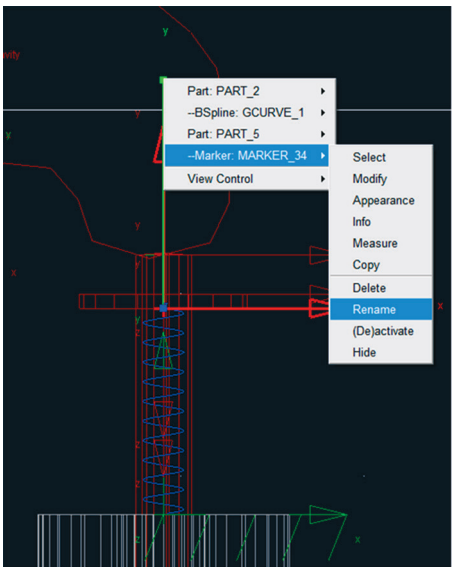 y
vity
Part: PART_2
--BSpline: GCURVE_1
Part: PART_5
--Marker: MARKER_34
View Control
Select
Modify
Appearance
Info
Measure
Copy
Delete
Rename
(De)activate
Hide
y
y
y
x
y
x
y
z
z
z
z
x